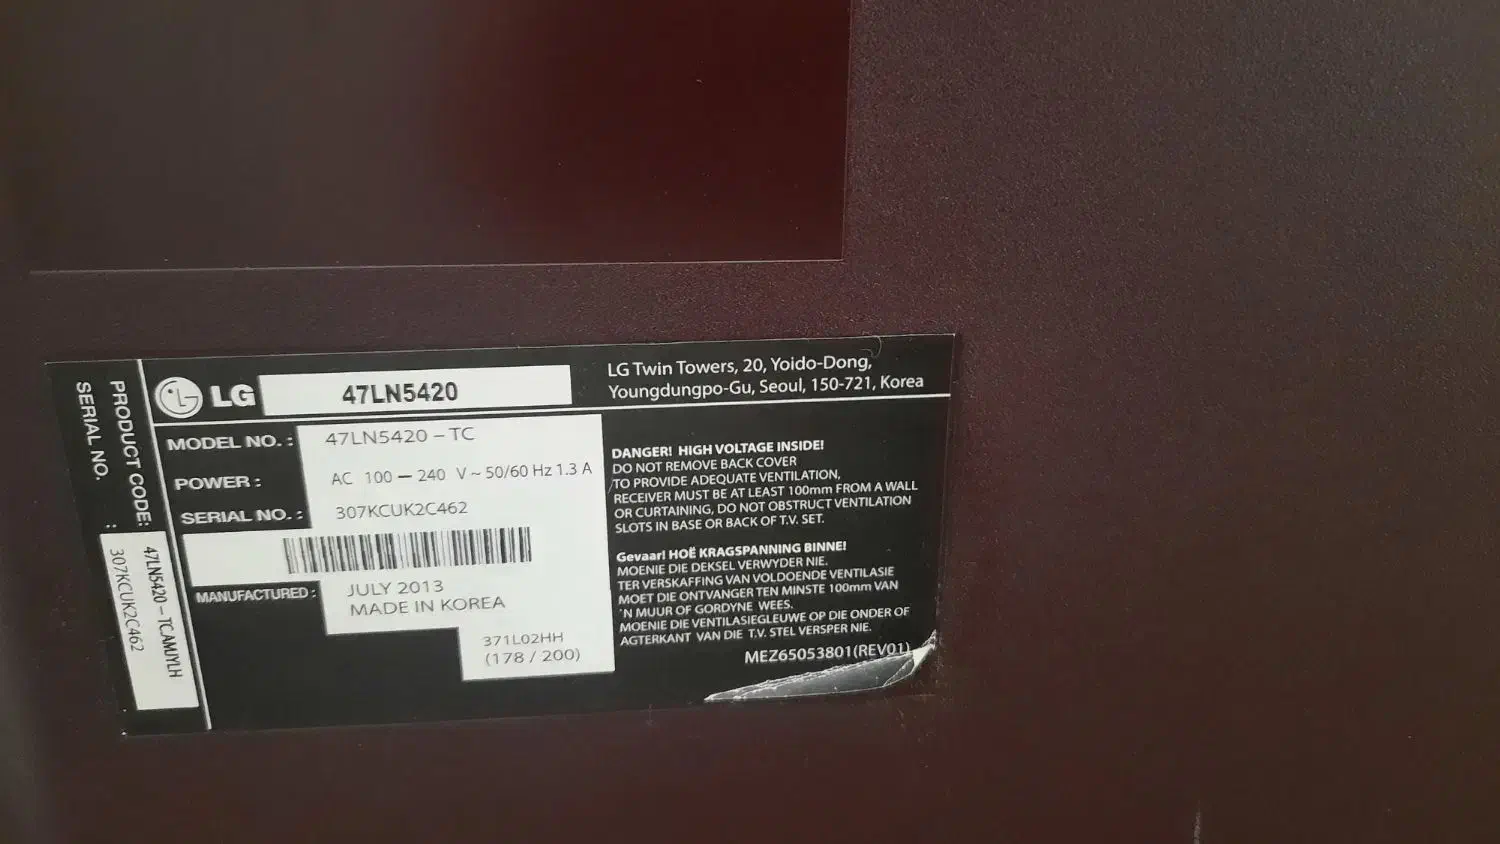 LG 47LN5420
LG Twin Towers, 20, Yoido-Dong,
Youngdungpo-Gu, Seoul, 150-721, Korea
MODEL NO. : 47LN5420 – TC
POWER : AC 100 — 240 V ~ 50/60 Hz 1.3 A
SERIAL NO. : 307KCUK2C462
MANUFACTURED : JULY 2013
MADE IN KOREA
371L02HH
(178 / 200)
DANGER! HIGH VOLTAGE INSIDE!
DO NOT REMOVE BACK COVER
TO PROVIDE ADEQUATE VENTILATION,
RECEIVER MUST BE AT LEAST 100mm FROM A WALL
OR CURTAINING, DO NOT OBSTRUCT VENTILATION
SLOTS IN BASE OR BACK OF T.V. SET.
Gevaar! HOË KRAGSPANNING BINNE!
MOENIE DIE DEKSEL VERWYDER NIE.
TER VERSKAFFING VAN VOLDOENDE VENTILASIE
MOET DIE ONTVANGER TEN MINSTE 100mm VAN
'N MUUR OF GORDYNE WEES.
MOENIE DIE VENTILASIEGLEUWE OP DIE ONDER OF
AGTERKANT VAN DIE T.V. STEL VERSPER NIE.
MEZ65053801(REV01)
PRODUCT CODE: 47LN5420 – TC.AMJYLH
SERIAL NO. : 307KCUK2C462